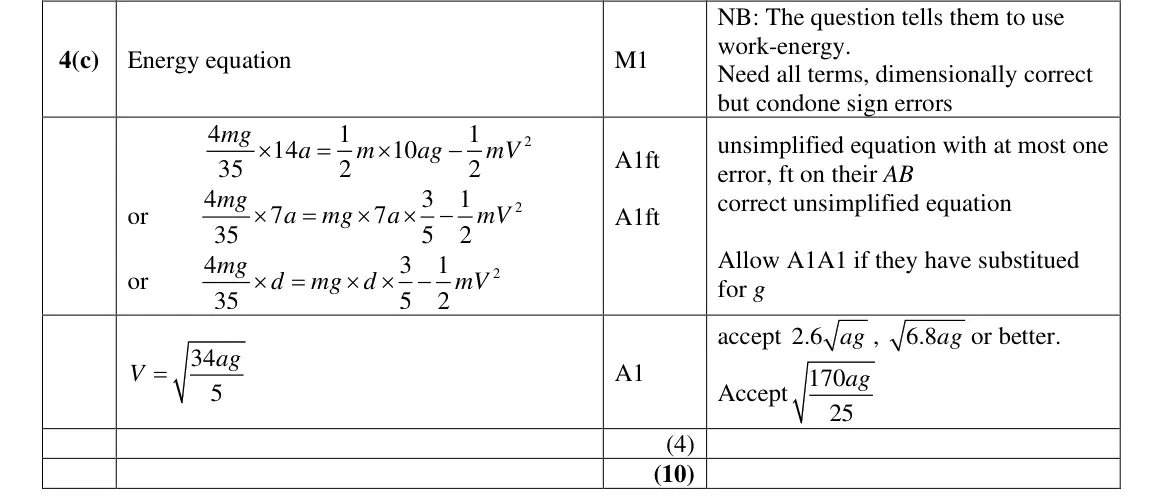 4(c) Energy equation M1 NB: The question tells them to use
work-energy.
Need all terms, dimensionally correct
but condone sign errors
4mg/35 × 14a = 1/2 m × 10ag − 1/2 mV² A1ft unsimplified equation with at most one
error, ft on their AB
or 4mg/35 × 7a = mg × 7a × 3/5 − 1/2 mV² A1ft correct unsimplified equation
or 4mg/35 × d = mg × d × 3/5 − 1/2 mV² Allow A1A1 if they have substitued
for g
V = √(34ag/5) A1 accept 2.6√ag , √6.8ag or better.
Accept √(170ag/25)
(4)
(10)